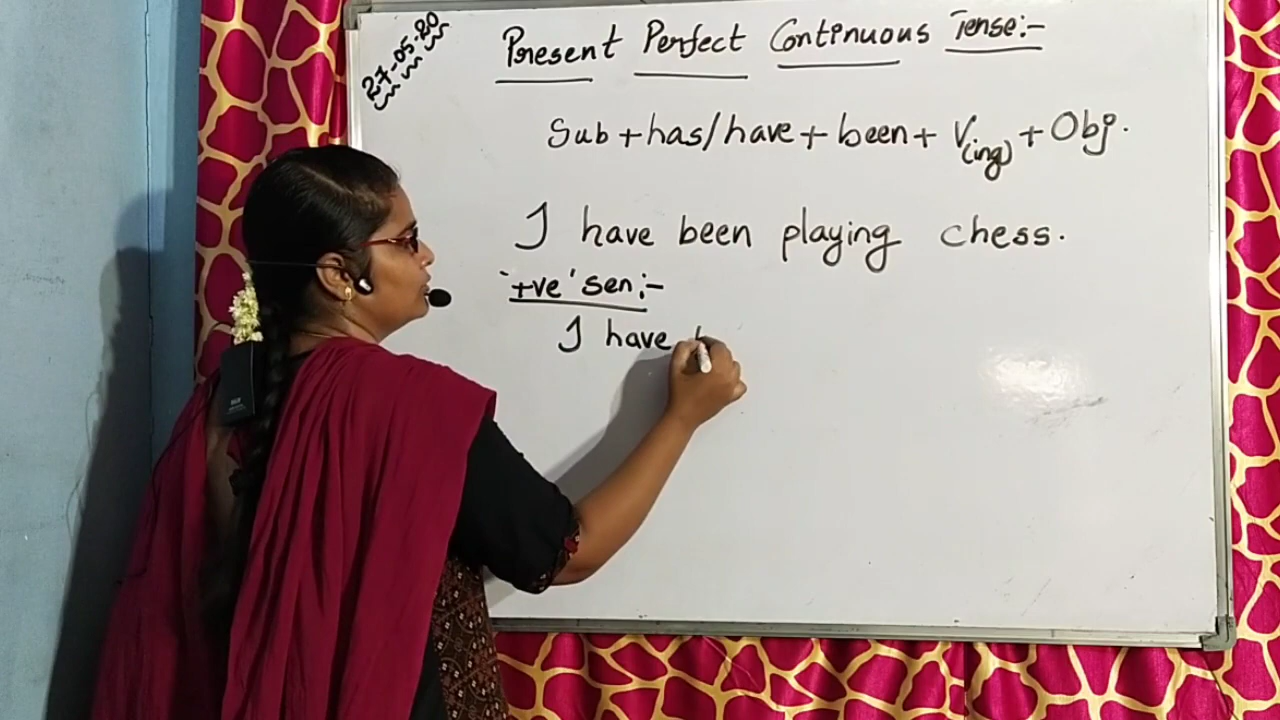 27-05-20
Present Perfect Continuous Tense:-
Sub + has/have + been + V(ing) + Obj.
I have been playing chess.
'+ve' sen:-
I have